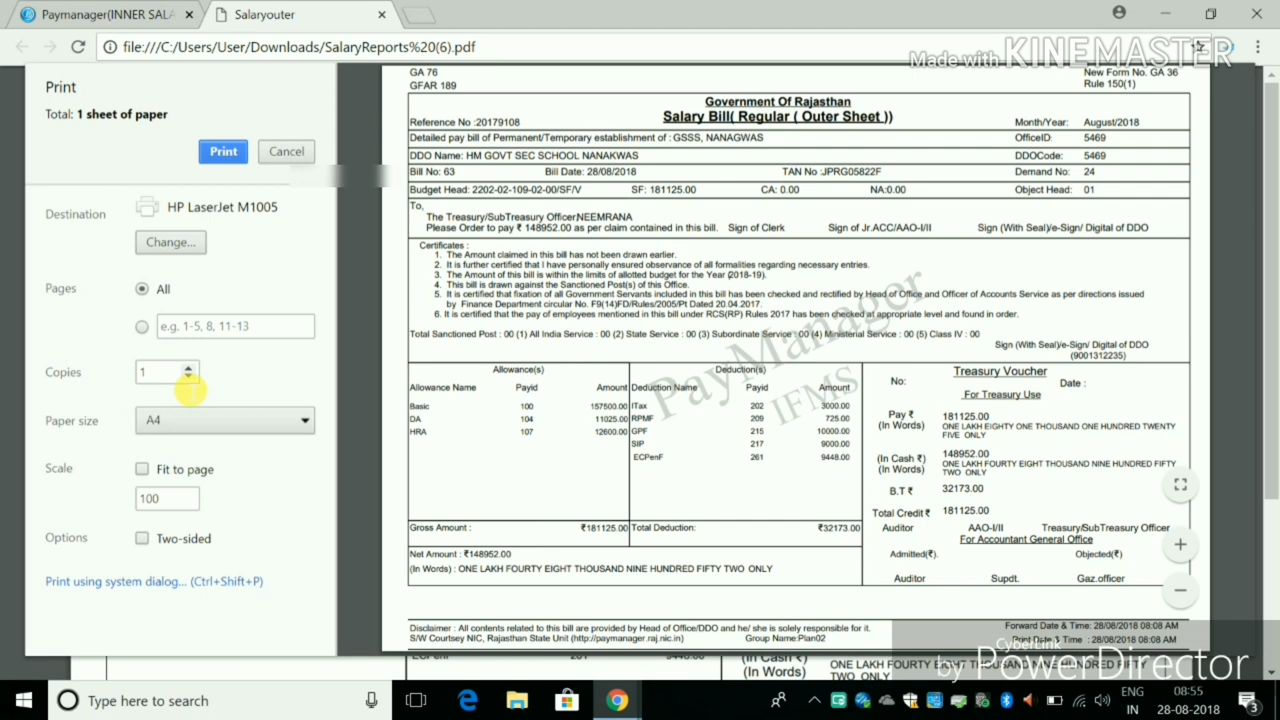 Paymanager(INNER SAL
Salaryouter
file:///C:/Users/User/Downloads/SalaryReports%20(6).pdf
Made with KINEMASTER
Print
Total: 1 sheet of paper
Print
Cancel
Destination
HP LaserJet M1005
Change...
Pages
All
e.g. 1-5, 8, 11-13
Copies
1
Paper size
A4
Scale
Fit to page
100
Options
Two-sided
Print using system dialog... (Ctrl+Shift+P)
GA 76
GFAR 189
New Form No. GA 36
Rule 150(1)
Government Of Rajasthan
Salary Bill( Regular ( Outer Sheet ))
Reference No :20179108
Month/Year: August/2018
Detailed pay bill of Permanent/Temporary establishment of : GSSS, NANAGWAS
OfficeID: 5469
DDO Name: HM GOVT SEC SCHOOL NANAKWAS
DDOCode: 5469
Bill No: 63 Bill Date: 28/08/2018 TAN No :JPRG05822F Demand No: 24
Budget Head: 2202-02-109-02-00/SF/V SF: 181125.00 CA: 0.00 NA:0.00 Object Head: 01
To,
The Treasury/SubTreasury Officer NEEMRANA
Please Order to pay ₹ 148952.00 as per claim contained in this bill. Sign of Clerk Sign of Jr.ACC/AAO-I/II Sign (With Seal)/e-Sign/ Digital of DDO
Certificates :
1. The Amount claimed in this bill has not been drawn earlier.
2. It is further certified that I have personally ensured observance of all formalities regarding necessary entries.
3. The Amount of this bill is within the limits of allotted budget for the Year (2018-19).
4. This bill is drawn against the Sanctioned Post(s) of this Office.
5. It is certified that fixation of all Government Servants included in this bill has been checked and rectified by Head of Office and Officer of Accounts Service as per directions issued
by Finance Department circular No. F9(14)FD/Rules/2005/Pt Dated 20.04.2017.
6. It is certified that the pay of employees mentioned in this bill under RCS(RP) Rules 2017 has been checked at appropriate level and found in order.
Total Sanctioned Post : 00 (1) All India Service : 00 (2) State Service : 00 (3) Subordinate Service : 00 (4) Ministerial Service : 00 (5) Class IV : 00
Sign (With Seal)/e-Sign/ Digital of DDO
(9001312235)
PayManager
IFMS
Allowance(s)
Allowance Name Payid Amount
Basic 100 157500.00
DA 104 11025.00
HRA 107 12600.00
Deduction(s)
Deduction Name Payid Amount
ITax 202 3000.00
RPMF 209 725.00
GPF 215 10000.00
SIP 217 9000.00
ECPenF 261 9448.00
Gross Amount : ₹181125.00 Total Deduction: ₹32173.00
Net Amount : ₹148952.00
(In Words) : ONE LAKH FOURTY EIGHT THOUSAND NINE HUNDRED FIFTY TWO ONLY
Treasury Voucher
No: Date :
For Treasury Use
Pay ₹ 181125.00
(In Words) ONE LAKH EIGHTY ONE THOUSAND ONE HUNDRED TWENTY
FIVE ONLY
(In Cash ₹) 148952.00
(In Words) ONE LAKH FOURTY EIGHT THOUSAND NINE HUNDRED FIFTY
TWO ONLY
B.T ₹ 32173.00
Total Credit ₹ 181125.00
Auditor AAO-I/II Treasury/SubTreasury Officer
For Accountant General Office
Admitted(₹). Objected(₹)
Auditor Supdt. Gaz.officer
Disclaimer : All contents related to this bill are provided by Head of Office/DDO and he/ she is solely responsible for it.
S/W Courtsey NIC, Rajasthan State Unit (http://paymanager.raj.nic.in) Group Name:Plan02
Forward Date & Time: 28/08/2018 08:08 AM
Print Date & Time : 28/08/2018 08:08 AM
ECPenF 261 9448.00
(In Cash ₹)
(In Words)
ONE LAKH FOURTY EIGHT THOUSAND NINE HUNDRED FIFTY
TWO ONLY
CyberLink
by PowerDirector
Type here to search
ENG
IN
08:55
28-08-2018
3